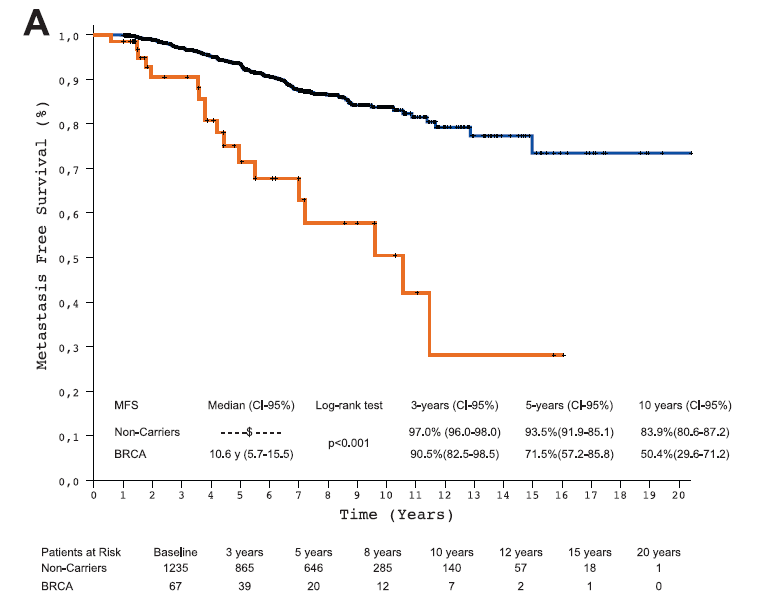 A
1,0
0,9
0,8
0,7
0,6
0,5
0,4
0,3
0,2
0,1
0,0
Metastasis Free Survival (%)
MFS Median (CI-95%) Log-rank test 3-years (CI-95%) 5-years (CI-95%) 10 years (CI-95%)
Non-Carriers ----$ ----- 97.0% (96.0-98.0) 93.5%(91.9-85.1) 83.9%(80.6-87.2)
p<0.001
BRCA 10.6 y (5.7-15.5) 90.5%(82.5-98.5) 71.5%(57.2-85.8) 50.4%(29.6-71.2)
0 1 2 3 4 5 6 7 8 9 10 11 12 13 14 15 16 17 18 19 20
Time (Years)
Patients at Risk Baseline 3 years 5 years 8 years 10 years 12 years 15 years 20 years
Non-Carriers 1235 865 646 285 140 57 18 1
BRCA 67 39 20 12 7 2 1 0